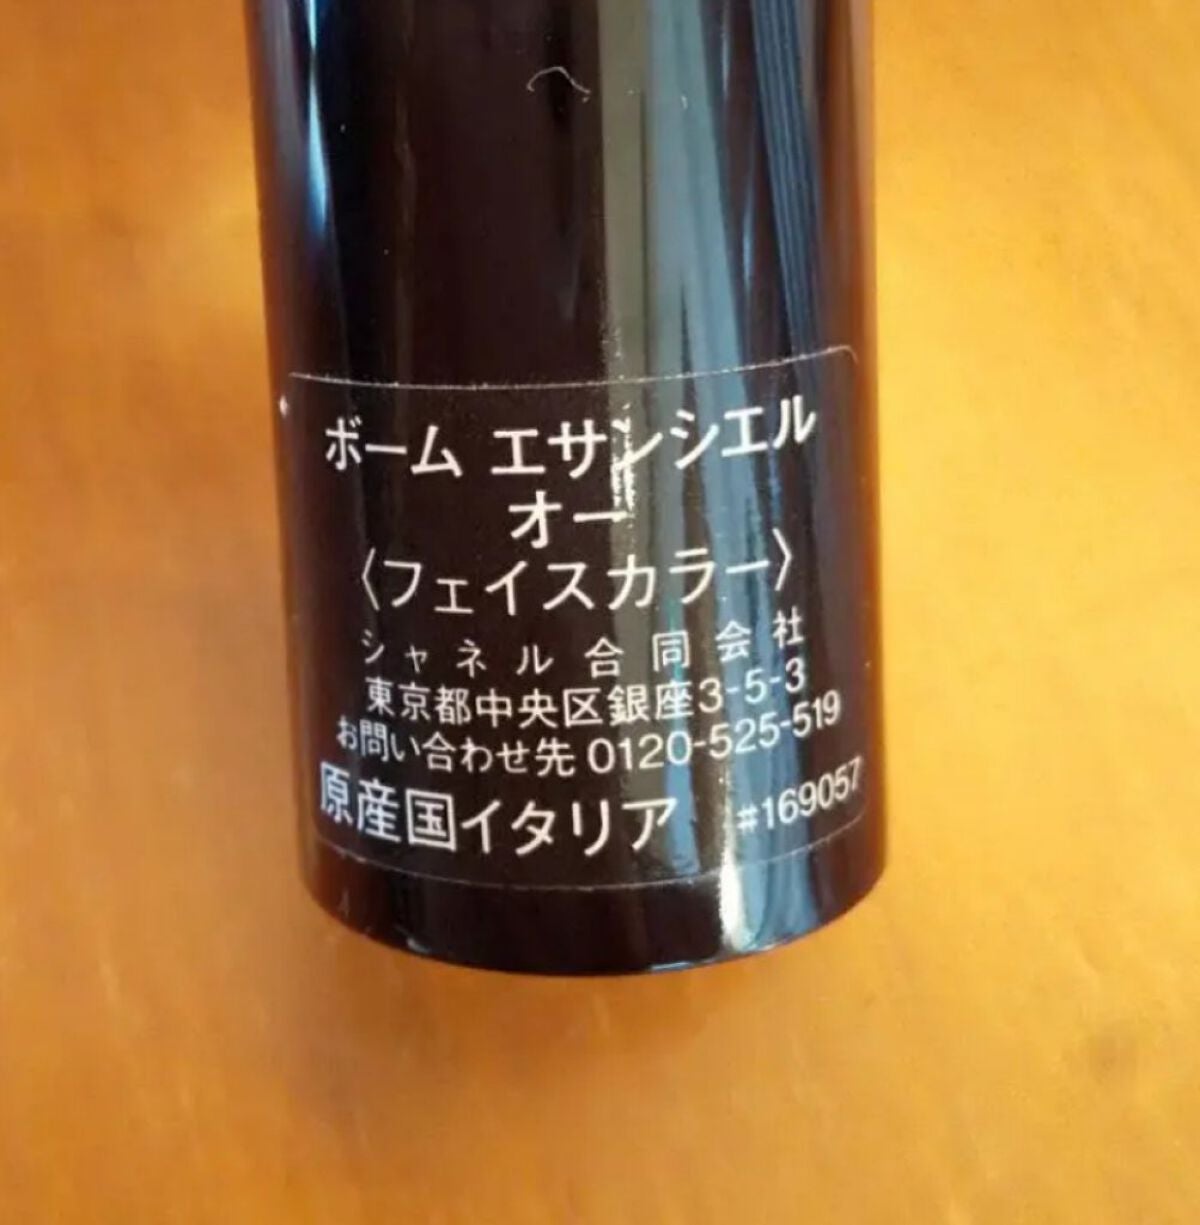 ボーム エサンシエル
オー
〈フェイスカラー〉
シャネル合同会社
東京都中央区銀座3-5-3
お問い合わせ先 0120-525-519
原産国イタリア #169057